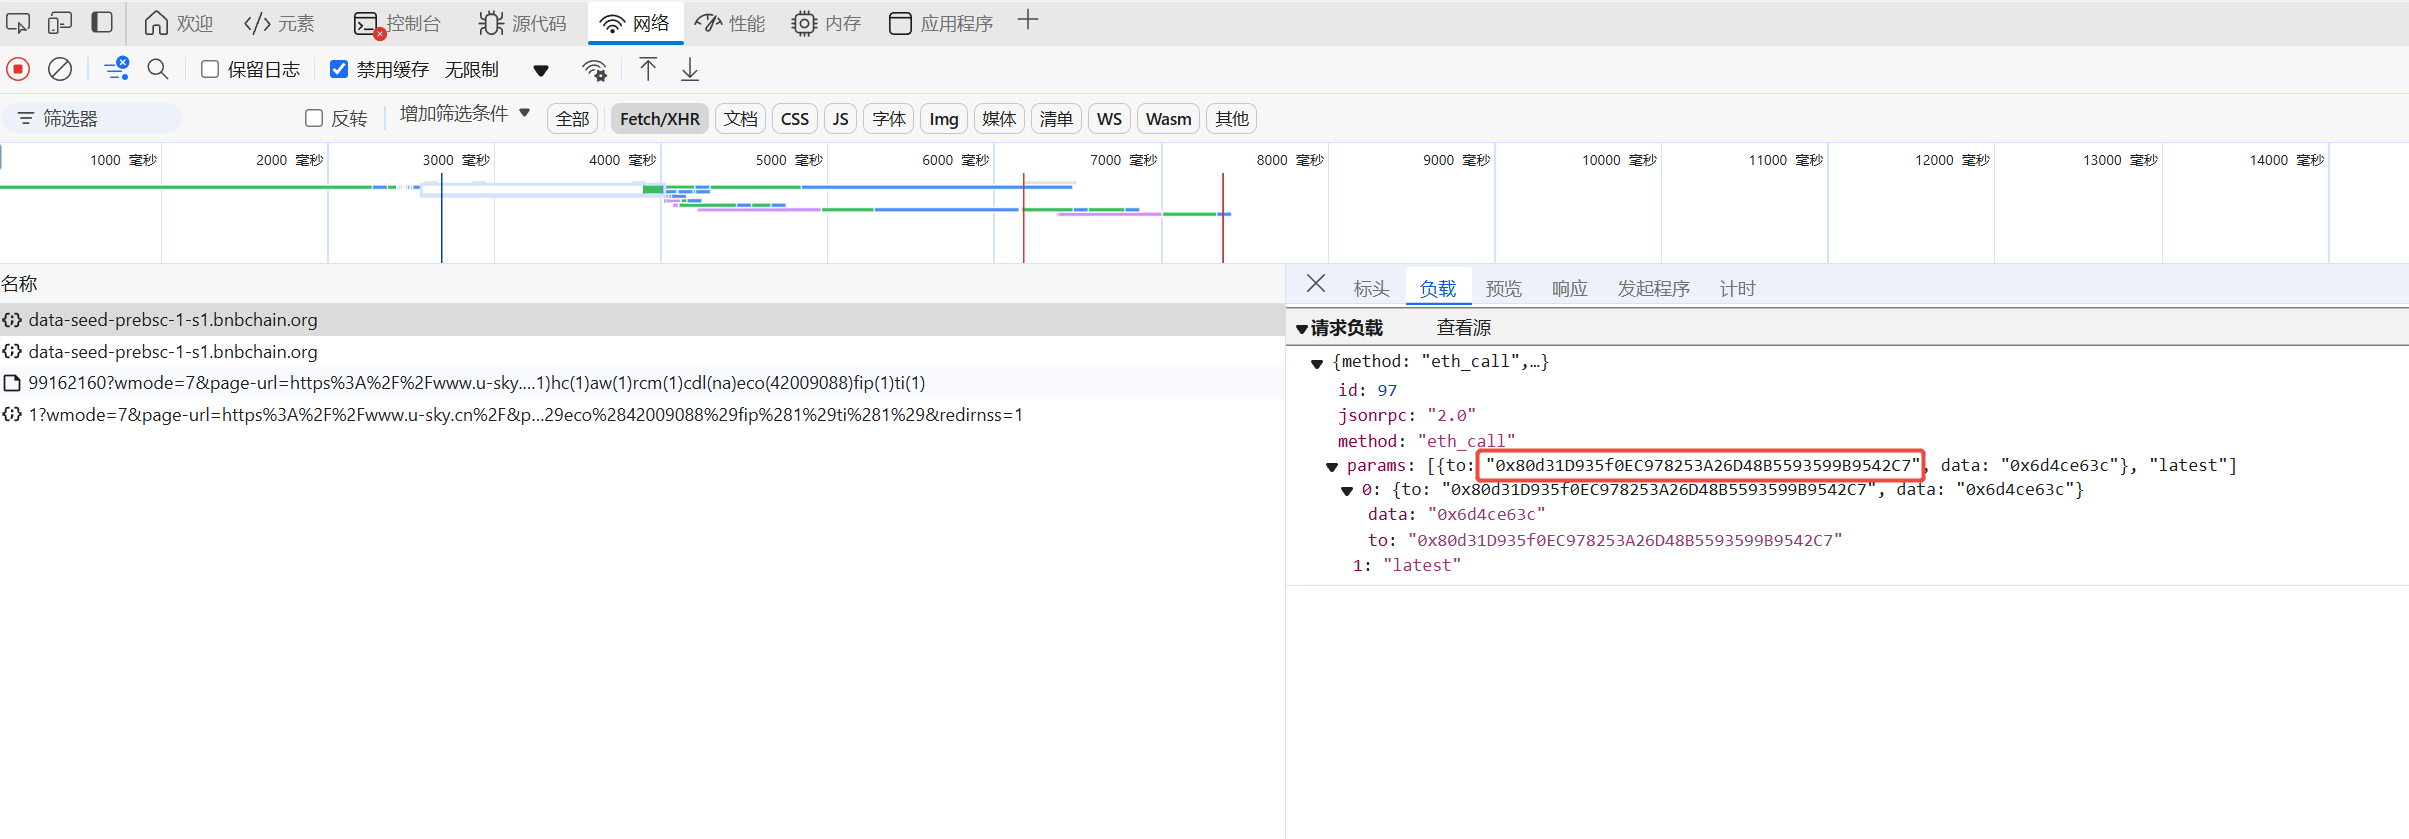 欢迎 元素 控制台 源代码 网络 性能 内存 应用程序
保留日志 禁用缓存 无限制
筛选器 反转 增加筛选条件 全部 Fetch/XHR 文档 CSS JS 字体 Img 媒体 清单 WS Wasm 其他
1000 毫秒 2000 毫秒 3000 毫秒 4000 毫秒 5000 毫秒 6000 毫秒 7000 毫秒 8000 毫秒 9000 毫秒 10000 毫秒 11000 毫秒 12000 毫秒 13000 毫秒 14000 毫秒
名称
data-seed-prebsc-1-s1.bnbchain.org
data-seed-prebsc-1-s1.bnbchain.org
99162160?wmode=7&page-url=https%3A%2F%2Fwww.u-sky....1)hc(1)aw(1)rcm(1)cdl(na)eco(42009088)fip(1)ti(1)
1?wmode=7&page-url=https%3A%2F%2Fwww.u-sky.cn%2F&p...29eco%2842009088%29fip%281%29ti%281%29&redirnss=1
标头 负载 预览 响应 发起程序 计时
请求负载 查看源
{method: "eth_call",…}
id: 97
jsonrpc: "2.0"
method: "eth_call"
params: [{to: "0x80d31D935f0EC978253A26D48B5593599B9542C7", data: "0x6d4ce63c"}, "latest"]
0: {to: "0x80d31D935f0EC978253A26D48B5593599B9542C7", data: "0x6d4ce63c"}
data: "0x6d4ce63c"
to: "0x80d31D935f0EC978253A26D48B5593599B9542C7"
1: "latest"